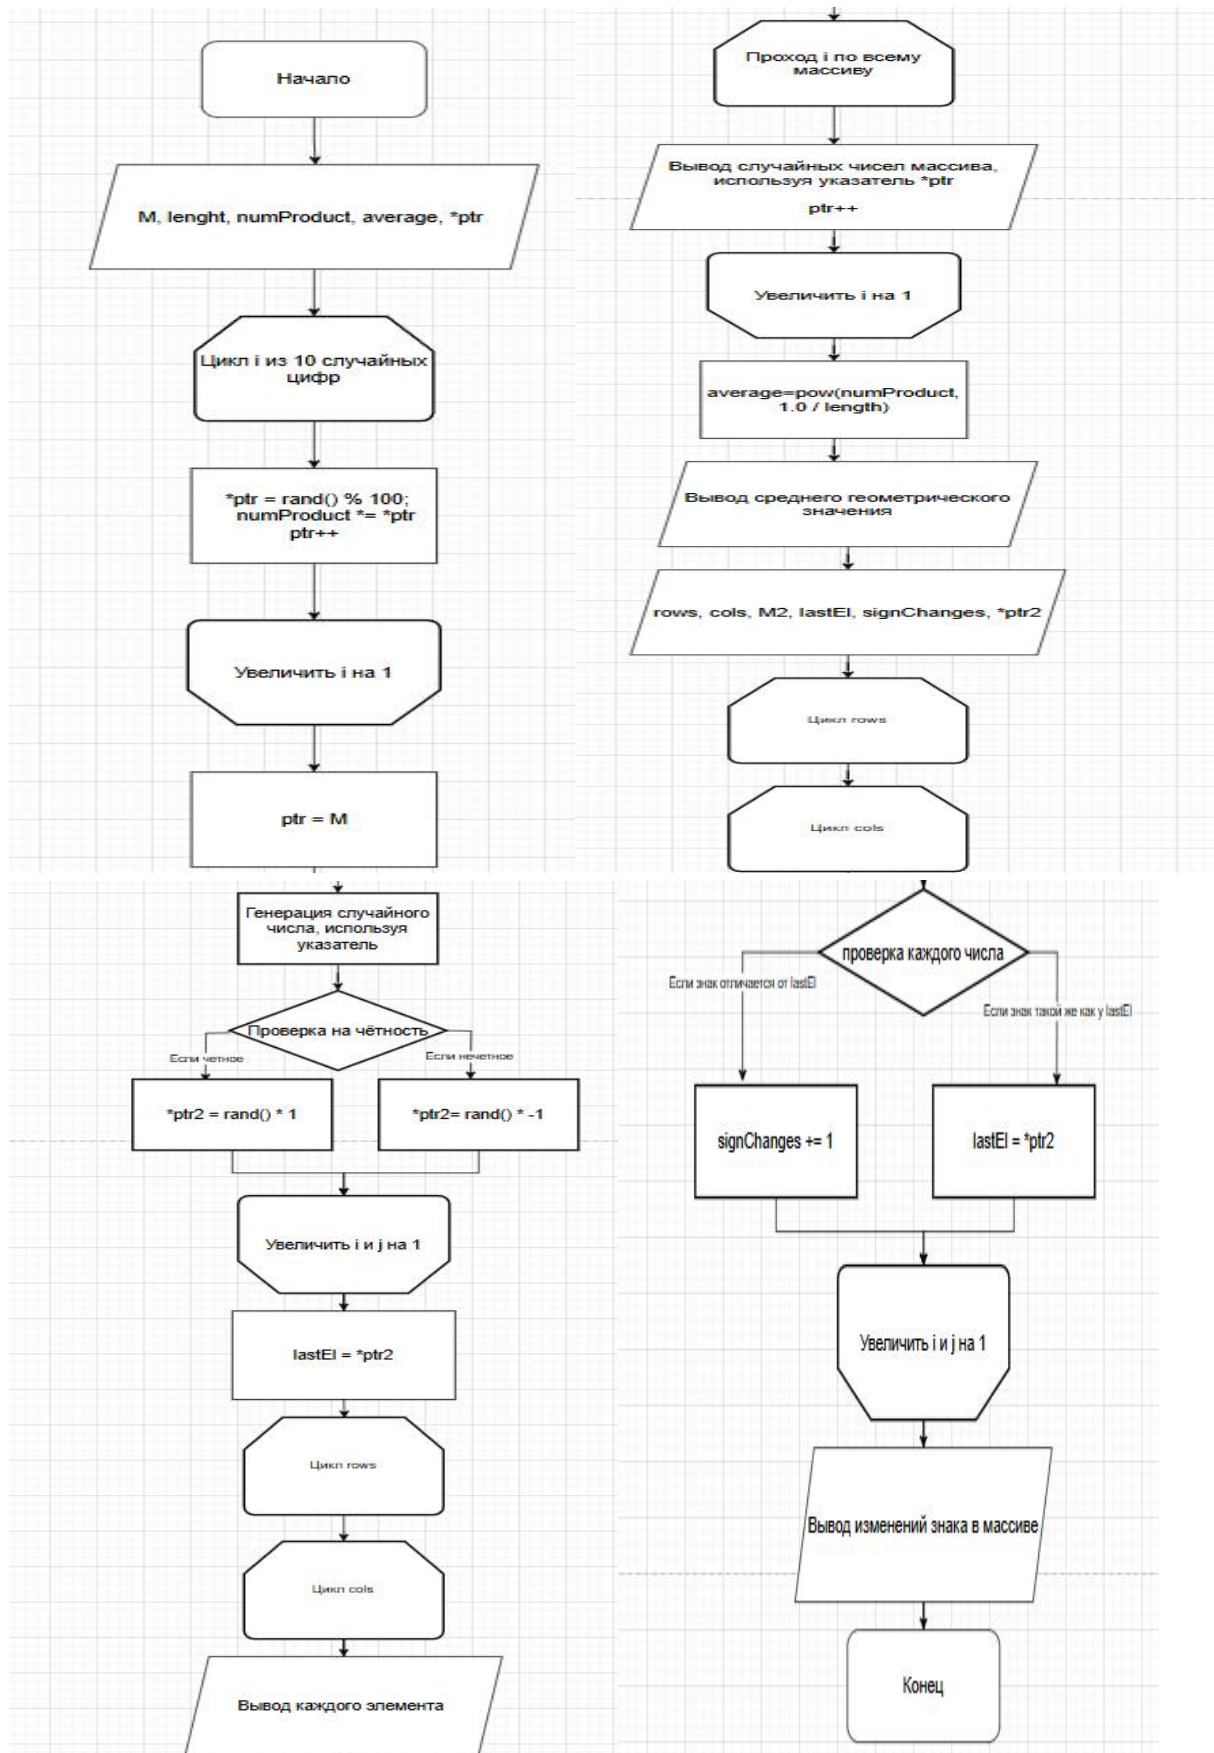 Начало
M, lenght, numProduct, average, *ptr
Цикл i из 10 случайных
цифр
*ptr = rand() % 100;
numProduct *= *ptr
ptr++
Увеличить i на 1
ptr = M
Проход i по всему
массиву
Вывод случайных чисел массива,
используя указатель *ptr
ptr++
Увеличить i на 1
average=pow(numProduct,
1.0 / length)
Вывод среднего геометрического
значения
rows, cols, M2, lastEl, signChanges, *ptr2
Цикл rows
Цикл cols
Генерация случайного
числа, используя
указатель
Проверка на чётность
Если четное
Если нечетное
*ptr2 = rand() * 1
*ptr2= rand() * -1
Увеличить i и j на 1
lastEl = *ptr2
Цикл rows
Цикл cols
Вывод каждого элемента
проверка каждого числа
Если знак отличается от lastEl
Если знак такой же как у lastEl
signChanges += 1
lastEl = *ptr2
Увеличить i и j на 1
Вывод изменений знака в массиве
Конец